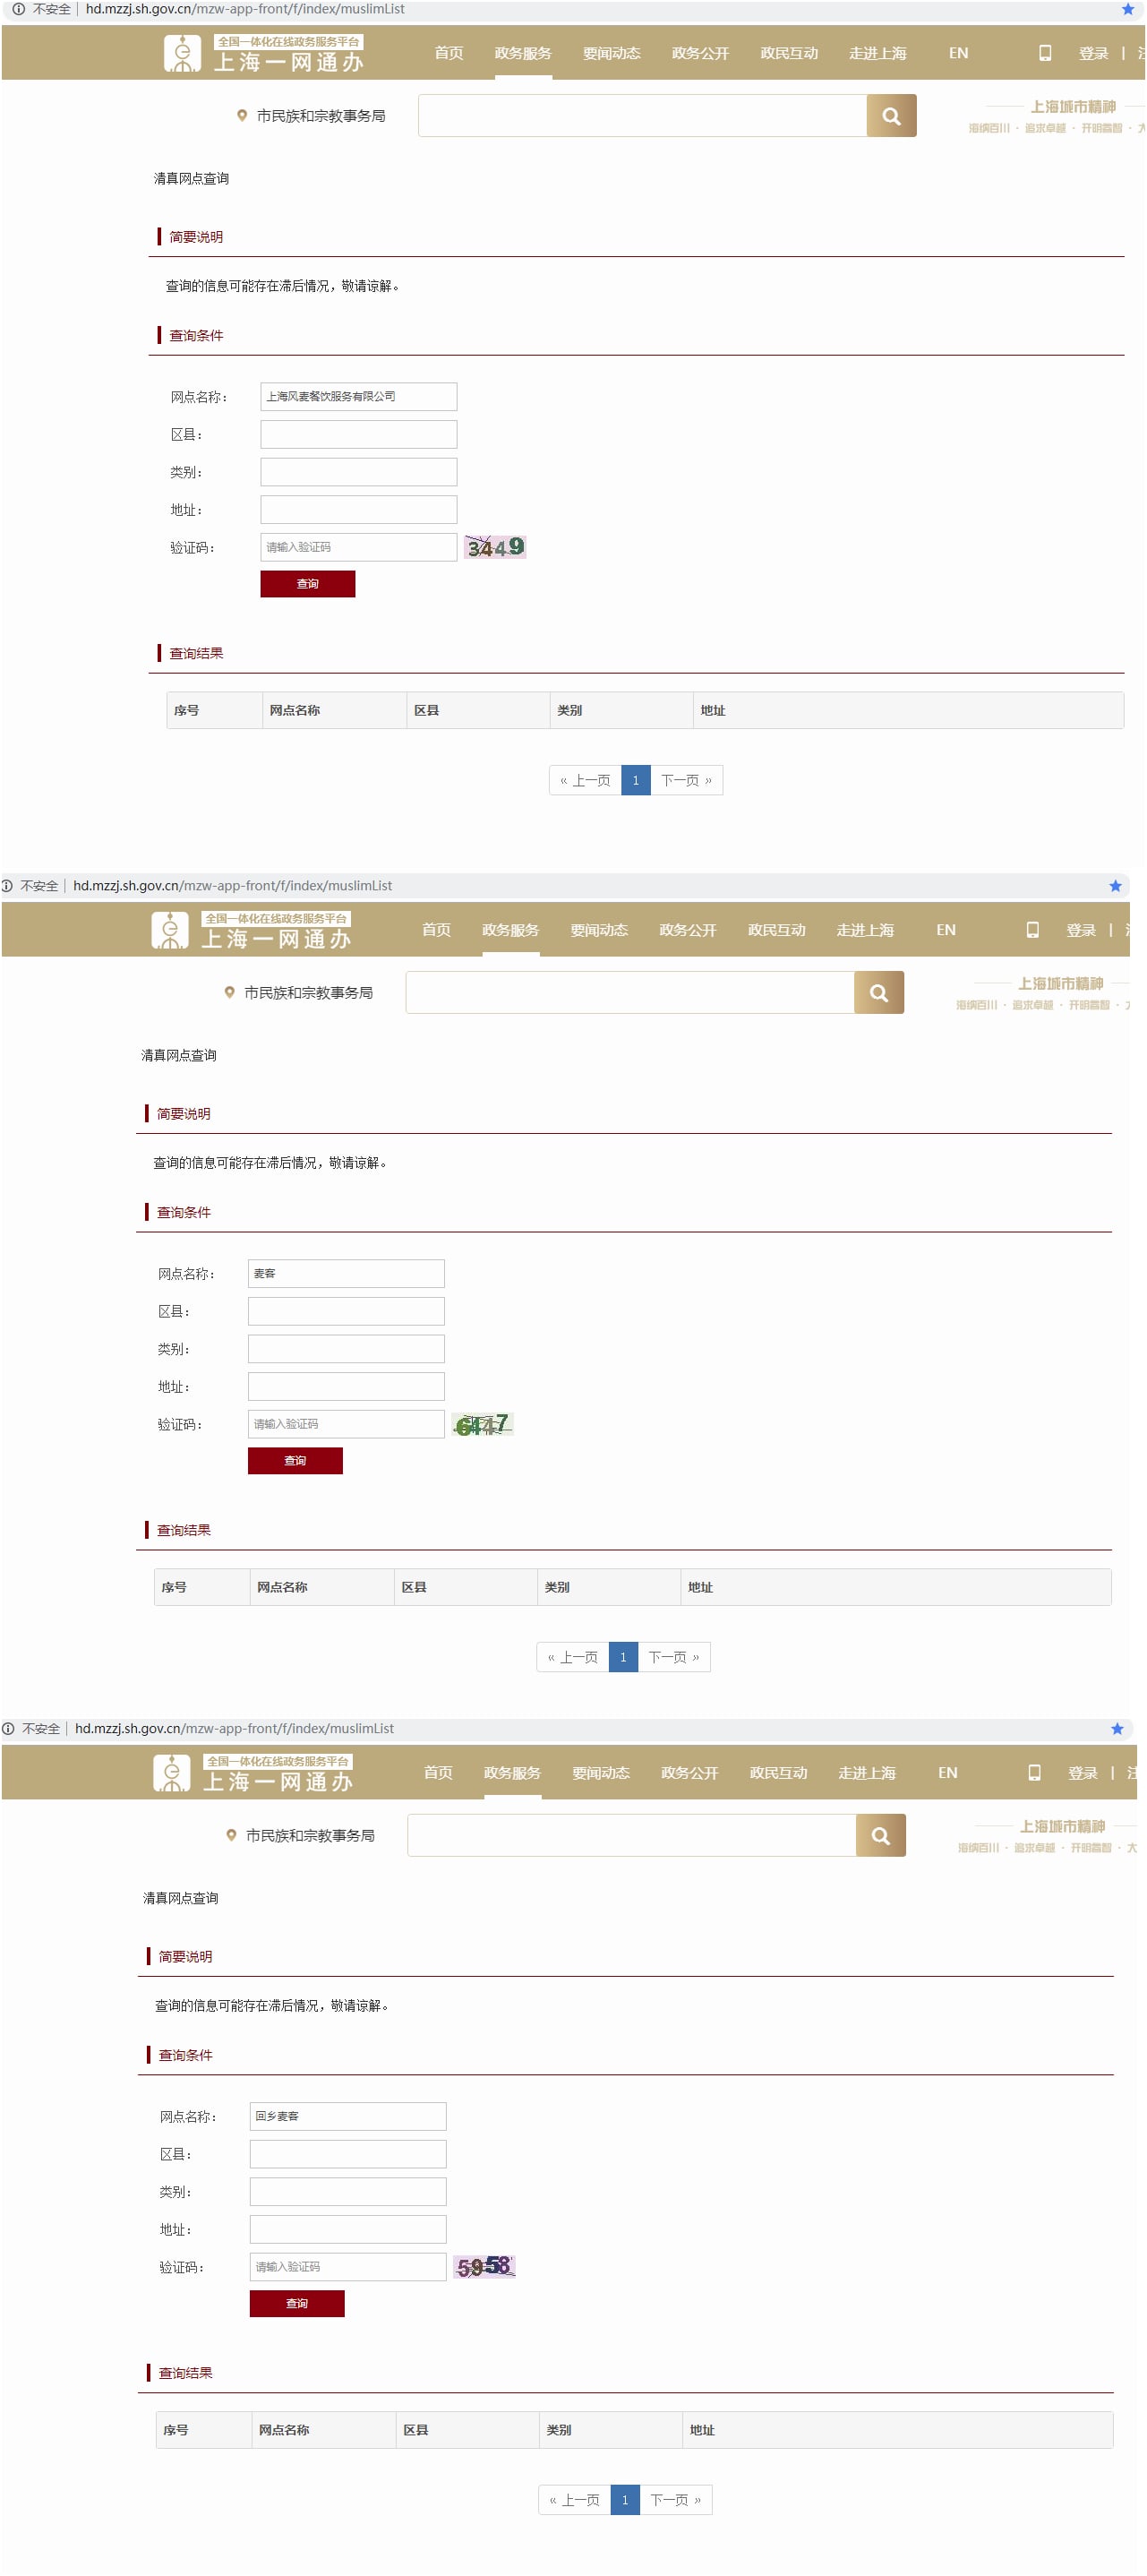 不安全 | hd.mzzj.sh.gov.cn/mzw-app-front/f/index/muslimList
全国一体化在线政务服务平台
上海一网通办
首页 政务服务 要闻动态 政务公开 政民互动 走进上海 EN 登录 |
市民族和宗教事务局
上海城市精神
海纳百川 · 追求卓越 · 开明睿智 · 大
清真网点查询
简要说明
查询的信息可能存在滞后情况，敬请谅解。
查询条件
网点名称： 上海风麦餐饮服务有限公司
区县：
类别：
地址：
验证码： 请输入验证码 3449
查询
查询结果
序号 网点名称 区县 类别 地址
« 上一页 1 下一页 »
不安全 | hd.mzzj.sh.gov.cn/mzw-app-front/f/index/muslimList
全国一体化在线政务服务平台
上海一网通办
首页 政务服务 要闻动态 政务公开 政民互动 走进上海 EN 登录 |
市民族和宗教事务局
上海城市精神
海纳百川 · 追求卓越 · 开明睿智 ·
清真网点查询
简要说明
查询的信息可能存在滞后情况，敬请谅解。
查询条件
网点名称： 麦客
区县：
类别：
地址：
验证码： 请输入验证码
查询
查询结果
序号 网点名称 区县 类别 地址
« 上一页 1 下一页 »
不安全 | hd.mzzj.sh.gov.cn/mzw-app-front/f/index/muslimList
全国一体化在线政务服务平台
上海一网通办
首页 政务服务 要闻动态 政务公开 政民互动 走进上海 EN 登录 | 注
市民族和宗教事务局
上海城市精神
海纳百川 · 追求卓越 · 开明睿智 · 大
清真网点查询
简要说明
查询的信息可能存在滞后情况，敬请谅解。
查询条件
网点名称： 回乡麦客
区县：
类别：
地址：
验证码： 请输入验证码 5958
查询
查询结果
序号 网点名称 区县 类别 地址
« 上一页 1 下一页 »